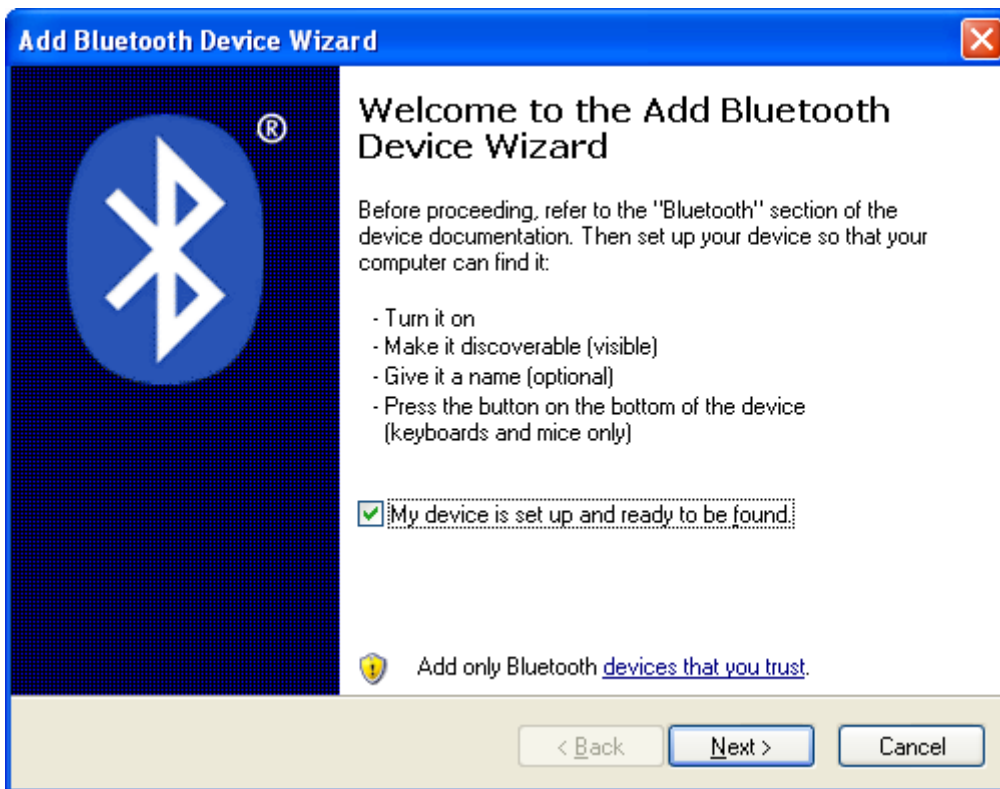 Add Bluetooth Device Wizard
®
Welcome to the Add Bluetooth
Device Wizard
Before proceeding, refer to the "Bluetooth" section of the
device documentation. Then set up your device so that your
computer can find it:
- Turn it on
- Make it discoverable (visible)
- Give it a name (optional)
- Press the button on the bottom of the device
(keyboards and mice only)
My device is set up and ready to be found.
Add only Bluetooth devices that you trust.
< Back Next > Cancel